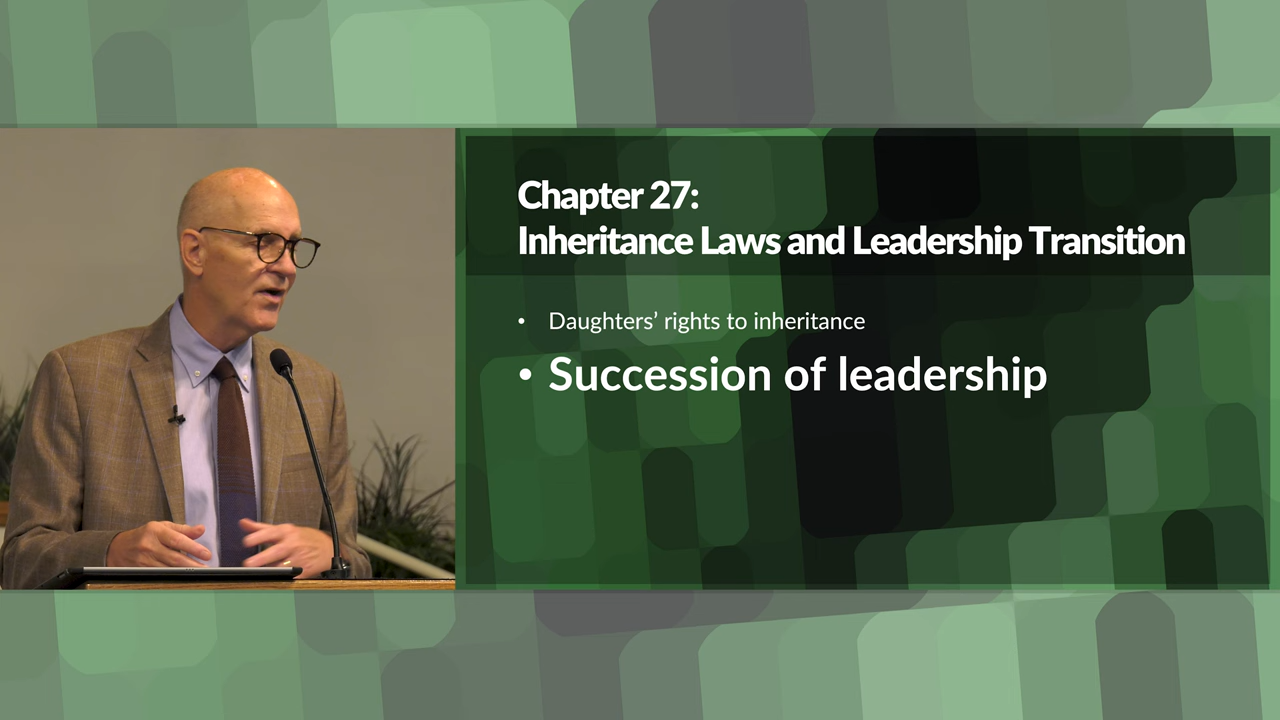 Chapter 27:
Inheritance Laws and Leadership Transition
• Daughters’ rights to inheritance
• Succession of leadership